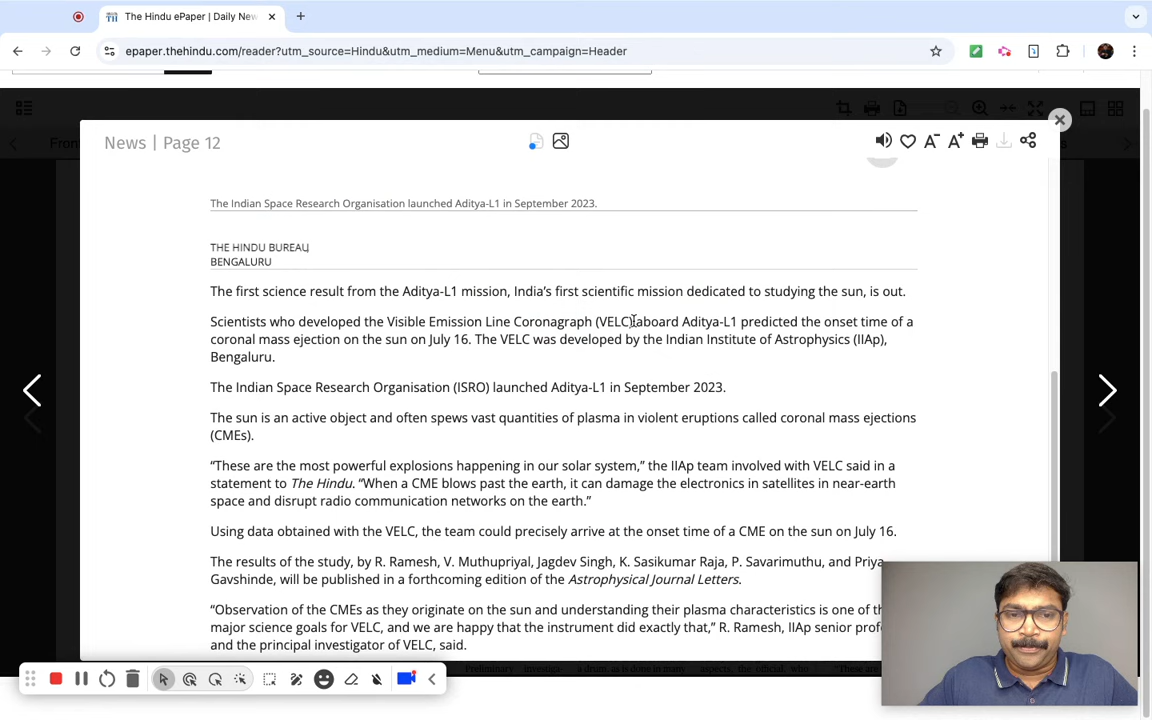 The Hindu ePaper | Daily New
epaper.thehindu.com/reader?utm_source=Hindu&utm_medium=Menu&utm_campaign=Header
News | Page 12
A- A+
The Indian Space Research Organisation launched Aditya-L1 in September 2023.
THE HINDU BUREAU
BENGALURU
The first science result from the Aditya-L1 mission, India’s first scientific mission dedicated to studying the sun, is out.
Scientists who developed the Visible Emission Line Coronagraph (VELC) aboard Aditya-L1 predicted the onset time of a
coronal mass ejection on the sun on July 16. The VELC was developed by the Indian Institute of Astrophysics (IIAp),
Bengaluru.
The Indian Space Research Organisation (ISRO) launched Aditya-L1 in September 2023.
The sun is an active object and often spews vast quantities of plasma in violent eruptions called coronal mass ejections
(CMEs).
“These are the most powerful explosions happening in our solar system,” the IIAp team involved with VELC said in a
statement to The Hindu. “When a CME blows past the earth, it can damage the electronics in satellites in near-earth
space and disrupt radio communication networks on the earth.”
Using data obtained with the VELC, the team could precisely arrive at the onset time of a CME on the sun on July 16.
The results of the study, by R. Ramesh, V. Muthupriyal, Jagdev Singh, K. Sasikumar Raja, P. Savarimuthu, and Priya
Gavshinde, will be published in a forthcoming edition of the Astrophysical Journal Letters.
“Observation of the CMEs as they originate on the sun and understanding their plasma characteristics is one of th
major science goals for VELC, and we are happy that the instrument did exactly that,” R. Ramesh, IIAp senior prof
and the principal investigator of VELC, said.